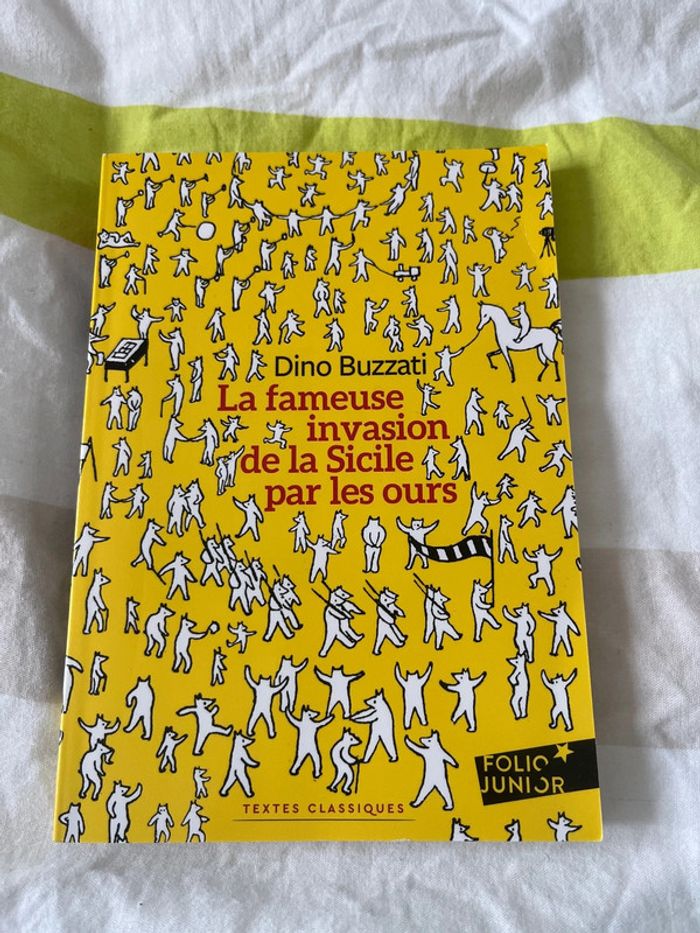 Dino Buzzati
La fameuse
invasion
de la Sicile
par les ours
FOLIO
JUNIOR
TEXTES CLASSIQUES